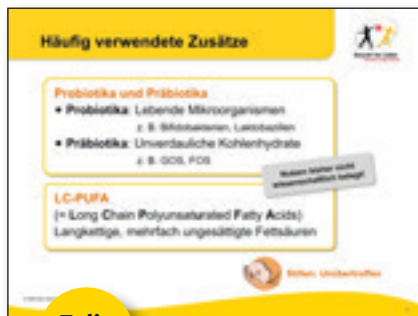 Häufig verwendete Zusätze
Probiotika und Präbiotika
• Probiotika: Lebende Mikroorganismen
z. B. Bifidobakterien, Laktobazillen
• Präbiotika: Unverdauliche Kohlenhydrate
z. B. GOS, FOS
Nutzen bisher nicht
wissenschaftlich belegt
LC-PUFA
(= Long Chain Polyunsaturated Fatty Acids)
Langkettige, mehrfach ungesättigte Fettsäuren
Stillen: Unübertroffen